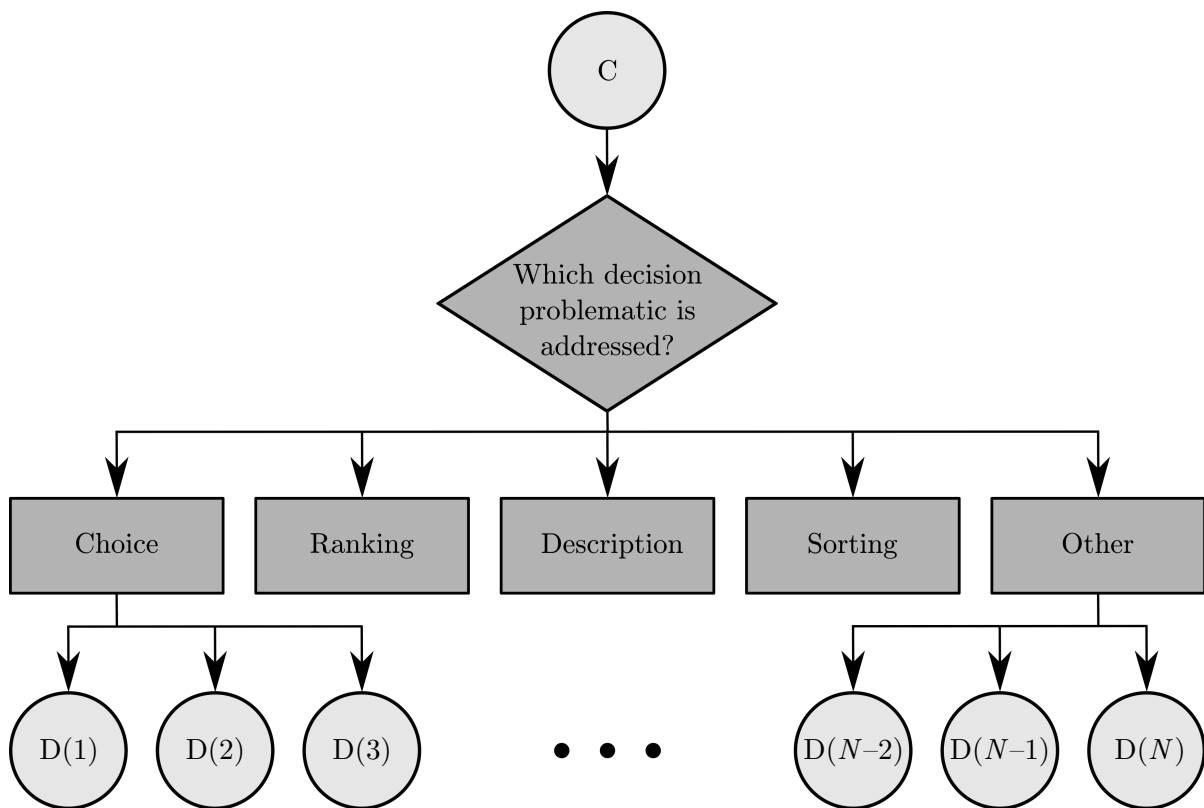 C
Which decision
problematic is
addressed?
Choice
Ranking
Description
Sorting
Other
D(1)
D(2)
D(3)
D(N–2)
D(N–1)
D(N)